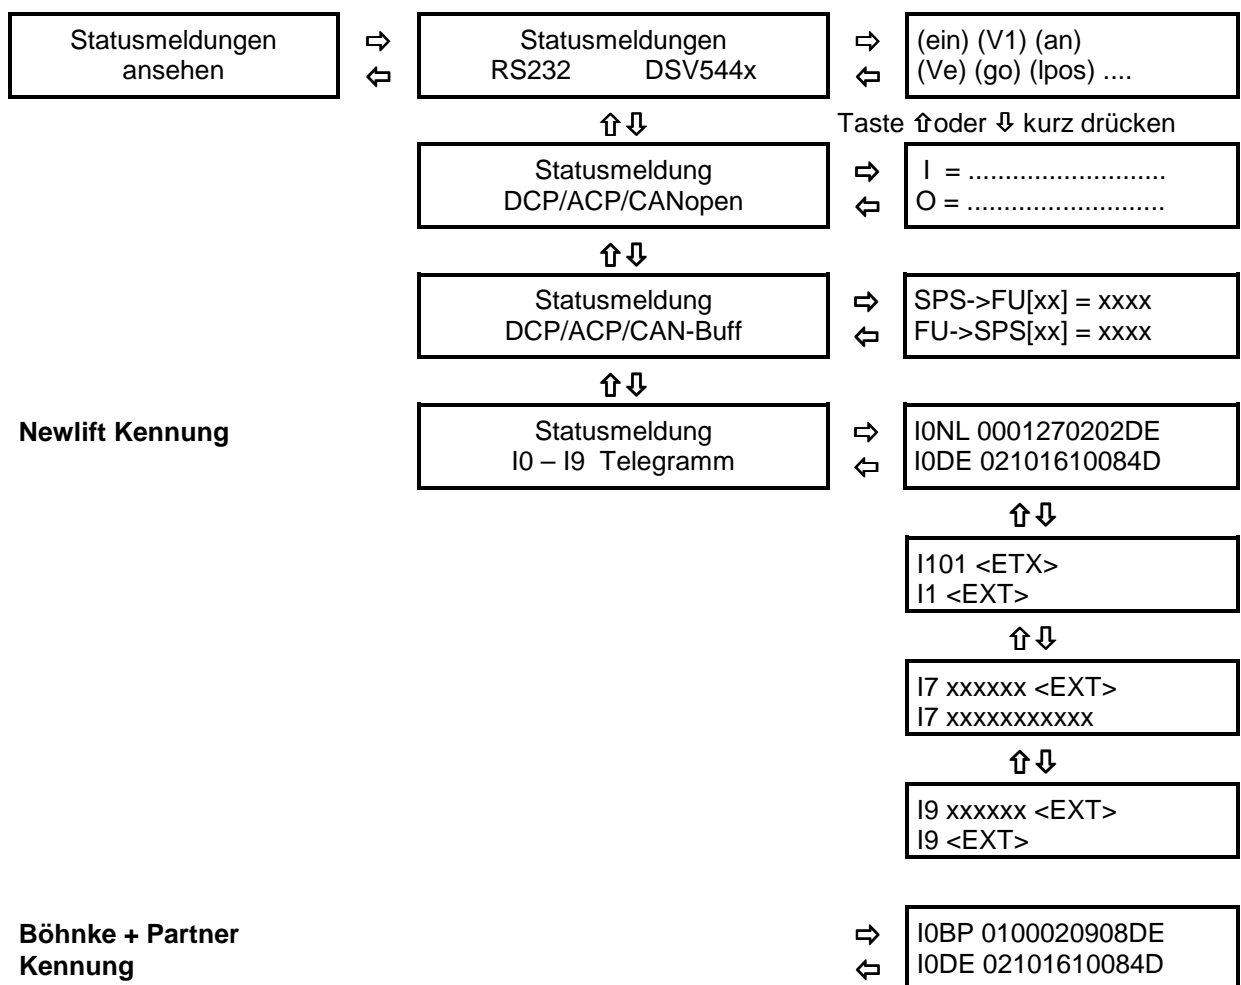 Statusmeldungen
ansehen
⇨
⇦
Statusmeldungen
RS232 DSV544x
⇨
⇦
(ein) (V1) (an)
(Ve) (go) (Ipos) ....
⇧⇩
Taste ⇧oder ⇩ kurz drücken
Statusmeldung
DCP/ACP/CANopen
⇨
⇦
I = ...........................
O = ...........................
⇧⇩
Statusmeldung
DCP/ACP/CAN-Buff
⇨
⇦
SPS->FU[xx] = xxxx
FU->SPS[xx] = xxxx
⇧⇩
Newlift Kennung
Statusmeldung
I0 – I9 Telegramm
⇨
⇦
I0NL 0001270202DE
I0DE 02101610084D
⇧⇩
I101 <ETX>
I1 <EXT>
⇧⇩
I7 xxxxxx <EXT>
I7 xxxxxxxxxxx
⇧⇩
I9 xxxxxx <EXT>
I9 <EXT>
Böhnke + Partner
Kennung
⇨
⇦
I0BP 0100020908DE
I0DE 02101610084D